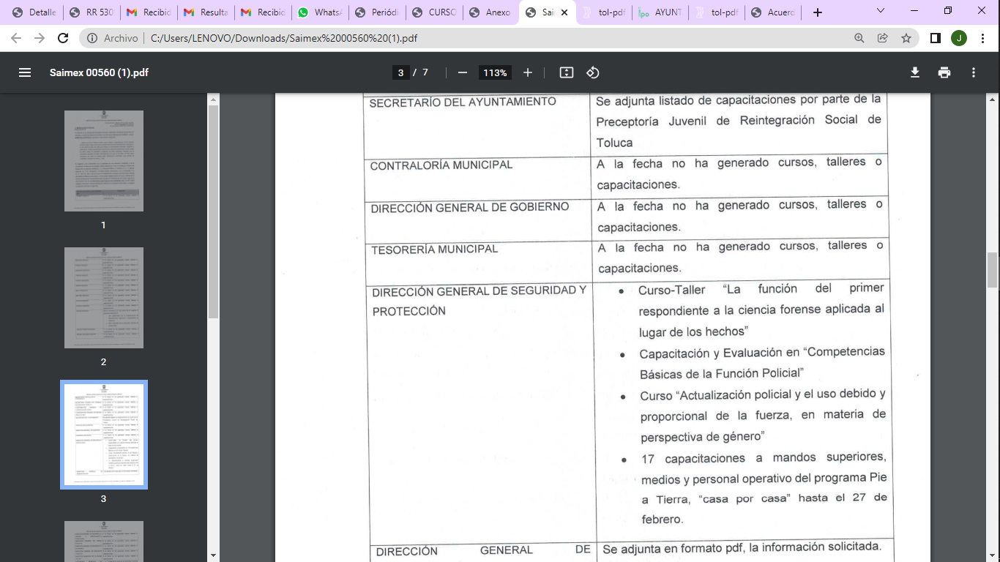 Detalle
RR 530
Recibid
Resulta
Recibid
WhatsA
Periódi
CURSO
Anexo
Sai
tol-pdf
AYUNT
tol-pdf
Acuerd
Archivo | C:/Users/LENOVO/Downloads/Saimex%2000560%20(1).pdf
J
Saimex 00560 (1).pdf
3 / 7
113%
1
2
3
SECRETARÍO DEL AYUNTAMIENTO
Se adjunta listado de capacitaciones por parte de la
Preceptoria Juvenil de Reintegración Social de
Toluca
CONTRALORÍA MUNICIPAL
A la fecha no ha generado cursos, talleres o
capacitaciones.
DIRECCIÓN GENERAL DE GOBIERNO
A la fecha no ha generado cursos, talleres o
capacitaciones.
TESORERÍA MUNICIPAL
A la fecha no ha generado cursos, talleres o
capacitaciones.
DIRECCIÓN GENERAL DE SEGURIDAD Y
PROTECCIÓN
• Curso-Taller “La función del primer
respondiente a la ciencia forense aplicada al
lugar de los hechos”
• Capacitación y Evaluación en “Competencias
Básicas de la Función Policial”
• Curso “Actualización policial y el uso debido y
proporcional de la fuerza, en materia de
perspectiva de género”
• 17 capacitaciones a mandos superiores,
medios y personal operativo del programa Pie
a Tierra, “casa por casa” hasta el 27 de
febrero.
DIRECCIÓN GENERAL DE
Se adjunta en formato pdf, la información solicitada.